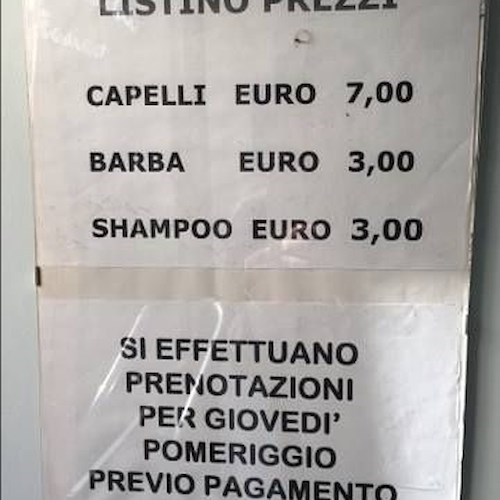 LISTINO PREZZI
CAPELLI EURO 7,00
BARBA EURO 3,00
SHAMPOO EURO 3,00
SI EFFETTUANO
PRENOTAZIONI
PER GIOVEDI'
POMERIGGIO
PREVIO PAGAMENTO